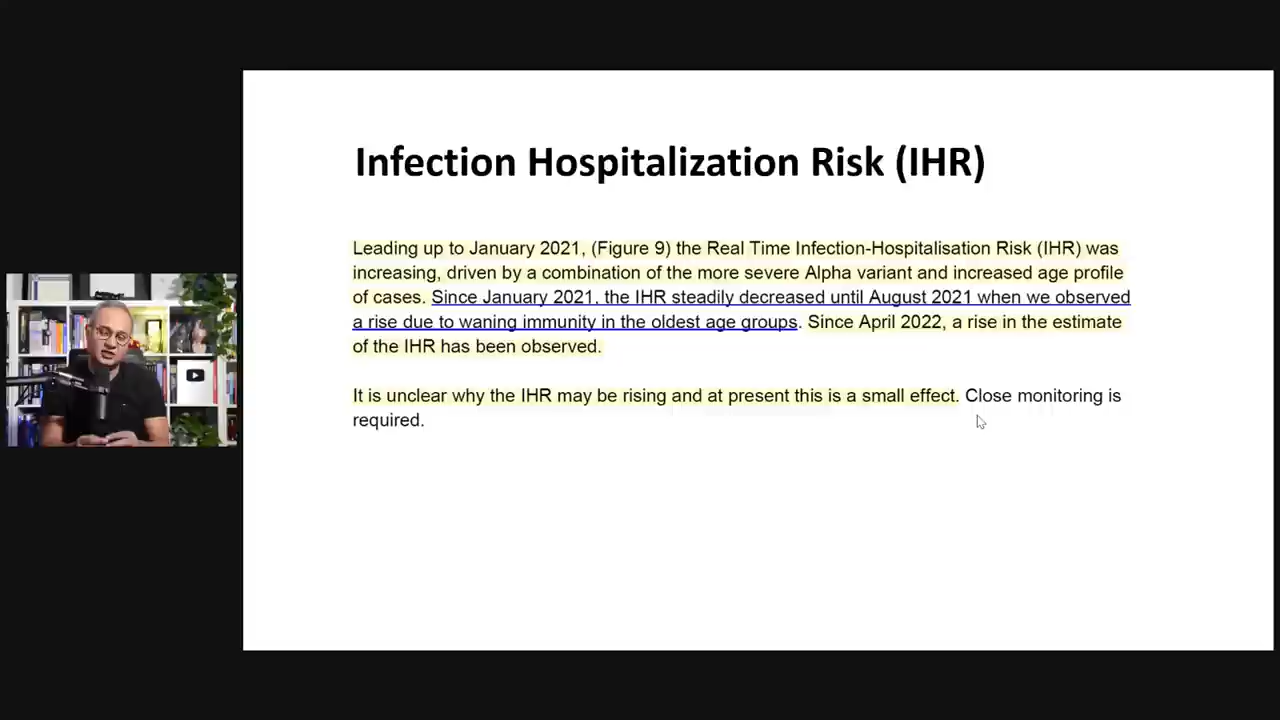 Infection Hospitalization Risk (IHR)
Leading up to January 2021, (Figure 9) the Real Time Infection-Hospitalisation Risk (IHR) was
increasing, driven by a combination of the more severe Alpha variant and increased age profile
of cases. Since January 2021, the IHR steadily decreased until August 2021 when we observed
a rise due to waning immunity in the oldest age groups. Since April 2022, a rise in the estimate
of the IHR has been observed.
It is unclear why the IHR may be rising and at present this is a small effect. Close monitoring is
required.